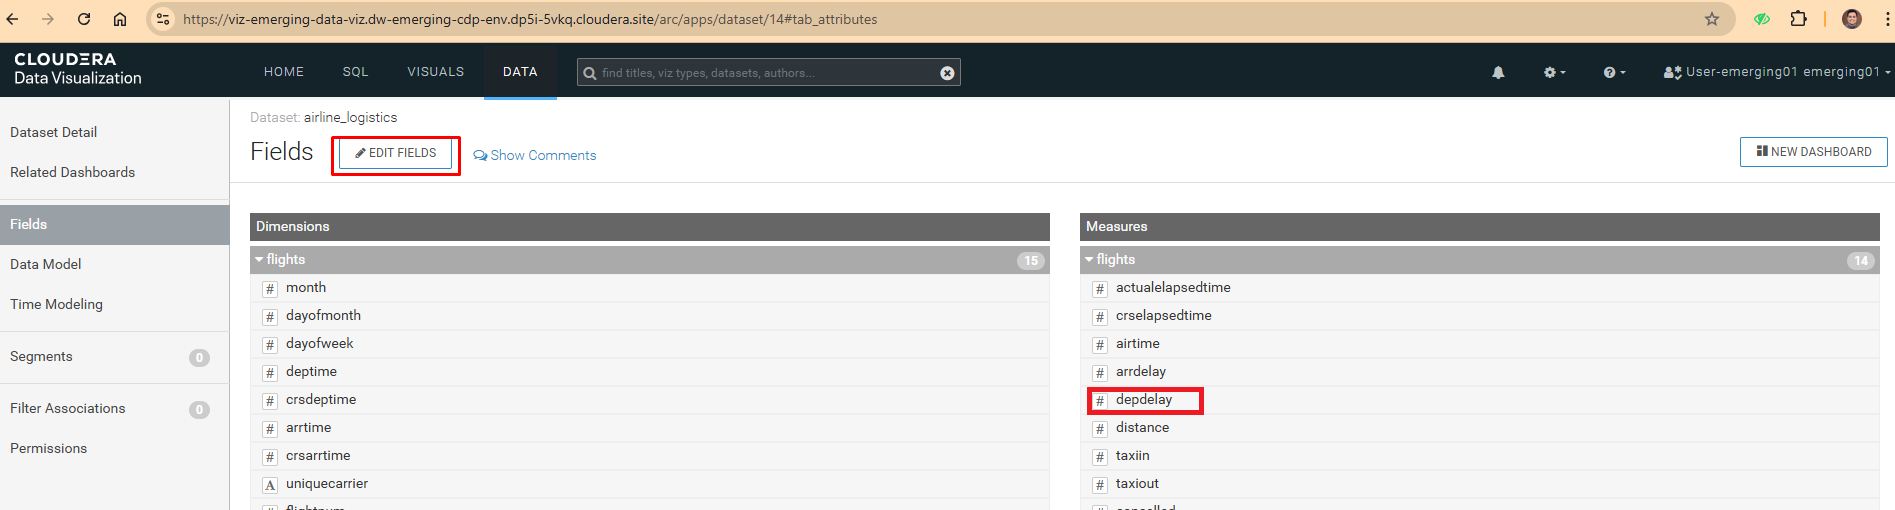 https://viz-emerging-data-viz.dw-emerging-cdp-env.dp5i-5vkq.cloudera.site/arc/apps/dataset/14#tab_attributes
CLOUDERA
Data Visualization
HOME SQL VISUALS DATA find titles, viz types, datasets, authors... User-emerging01 emerging01
Dataset Detail
Related Dashboards
Fields
Data Model
Time Modeling
Segments 0
Filter Associations 0
Permissions
Dataset: airline_logistics
Fields EDIT FIELDS Show Comments NEW DASHBOARD
Dimensions
flights 15
# month
# dayofmonth
# dayofweek
# deptime
# crsdeptime
# arrtime
# crsarrtime
A uniquecarrier
Measures
flights 14
# actualelapsedtime
# crselapsedtime
# airtime
# arrdelay
# depdelay
# distance
# taxiin
# taxiout